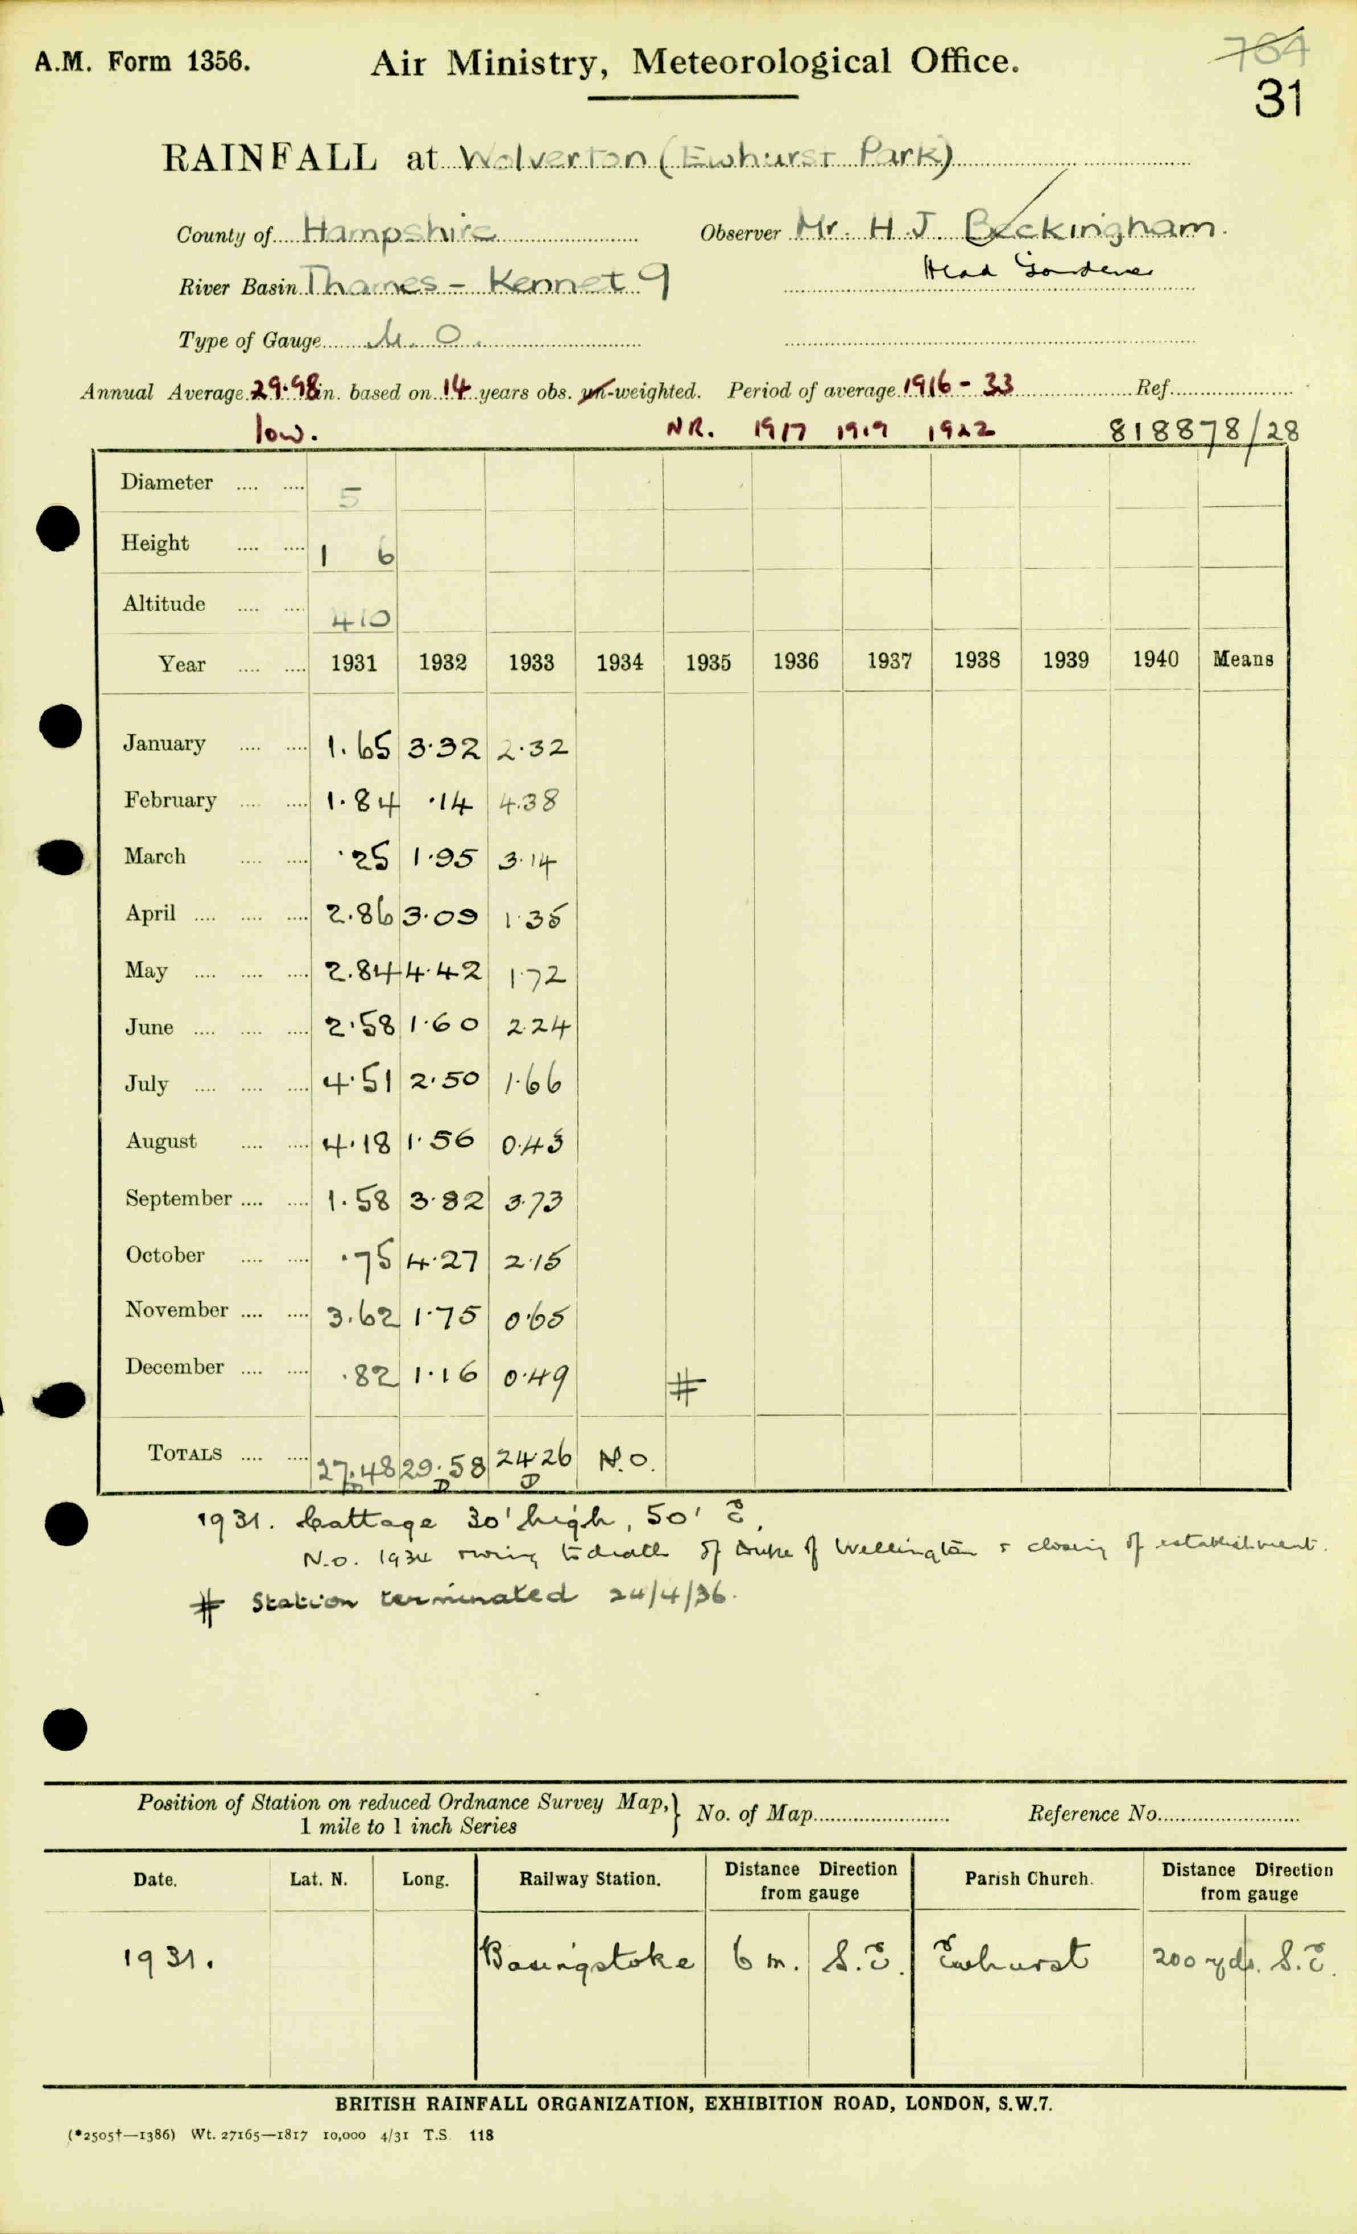 A.M. Form 1356. Air Ministry, Meteorological Office. 784
31
RAINFALL at Wolverton (Ewhurst Park)
County of Hampshire Observer Mr. H. J. Beckingham.
River Basin Thames - Kennet 9 Head Gardener
Type of Gauge M. O.
Annual Average 29.98 in. based on 14 years obs. un-weighted. Period of average 1916 - 33 Ref.
low. N.R. 1917 1919 1922 818878/28
Diameter .... .... 5
Height .... .... 1 6
Altitude .... .... 410
Year .... .... 1931 1932 1933 1934 1935 1936 1937 1938 1939 1940 Means
January .... .... 1.65 3.32 2.32
February .... .... 1.84 .14 4.38
March .... .... .25 1.95 3.14
April .... .... .... 2.86 3.09 1.35
May .... .... .... 2.84 4.42 1.72
June .... .... .... 2.58 1.60 2.24
July .... .... .... 4.51 2.50 1.66
August .... .... 4.18 1.56 0.43
September .... .... 1.58 3.82 3.73
October .... .... .75 4.27 2.15
November .... .... 3.62 1.75 0.65
December .... .... .82 1.16 0.49 #
TOTALS .... .... 27.48 29.58 24.26 N.O.
1931. Cottage 30' high, 50' E.
N.O. 1934 owing to death of Duke of Wellington & closing of establishment.
# Station terminated 24/4/36.
Position of Station on reduced Ordnance Survey Map, } No. of Map Reference No.
1 mile to 1 inch Series
Date. Lat. N. Long. Railway Station. Distance Direction from gauge Parish Church. Distance Direction from gauge
1931. Basingstoke 6 m. S.E. Ewhurst 200 yds. S.E.
BRITISH RAINFALL ORGANIZATION, EXHIBITION ROAD, LONDON, S.W.7.
(*2505†—1386) Wt. 27165—1817 10,000 4/31 T.S. 118